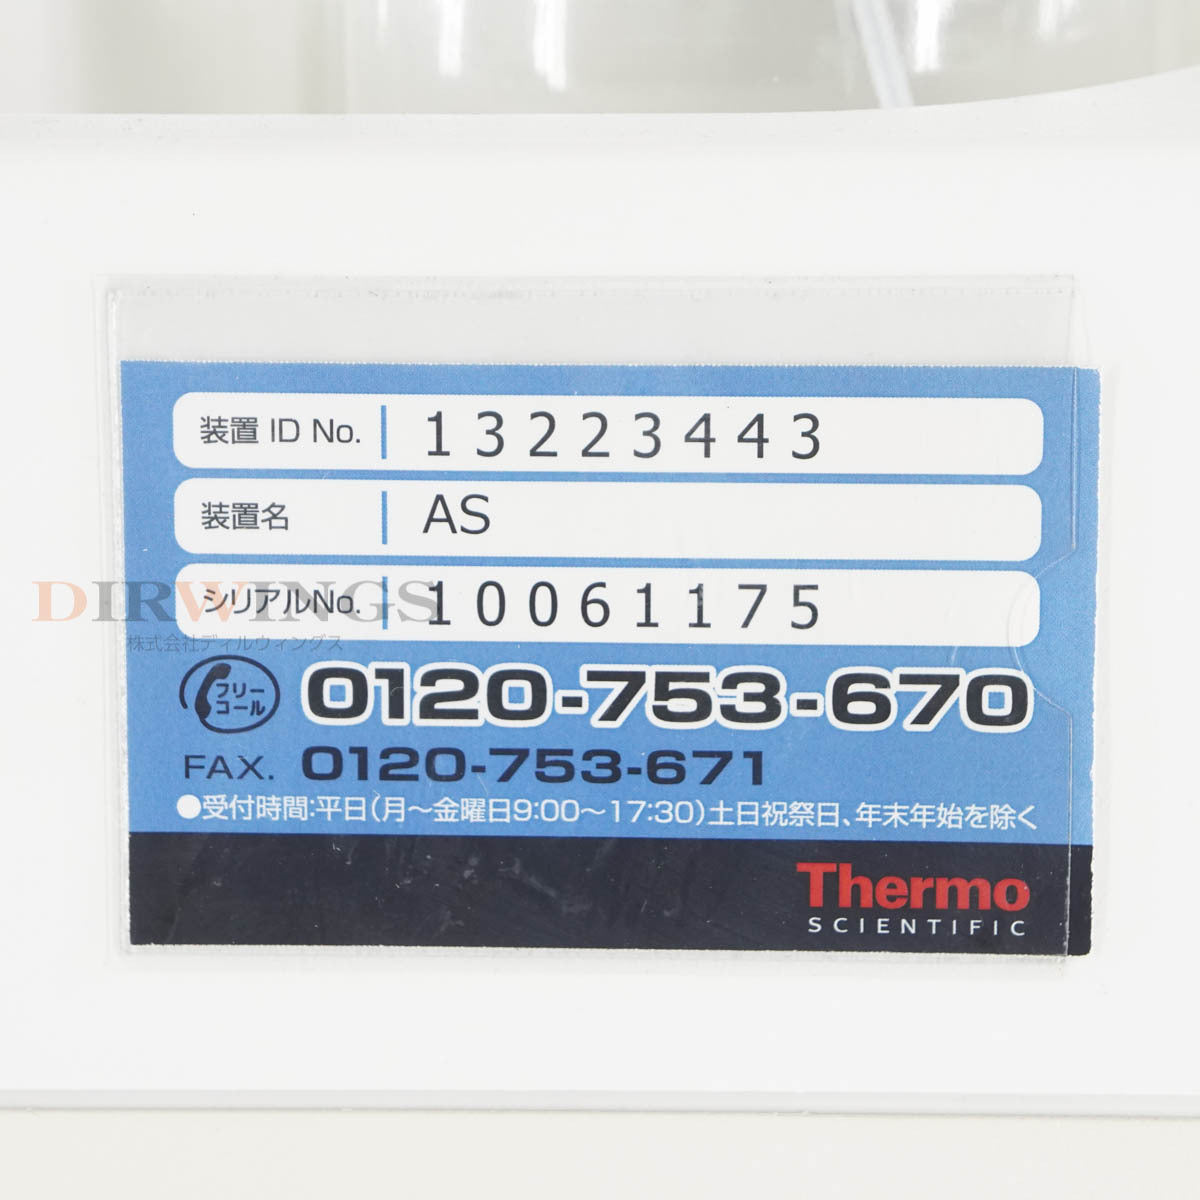 装置 ID No. 13223443
装置名 AS
シリアルNo. 10061175
DIRWINGS
株式会社ディルウィングス
フリーコール 0120-753-670
FAX. 0120-753-671
●受付時間:平日(月～金曜日9:00～17:30)土日祝祭日、年末年始を除く
Thermo
SCIENTIFIC